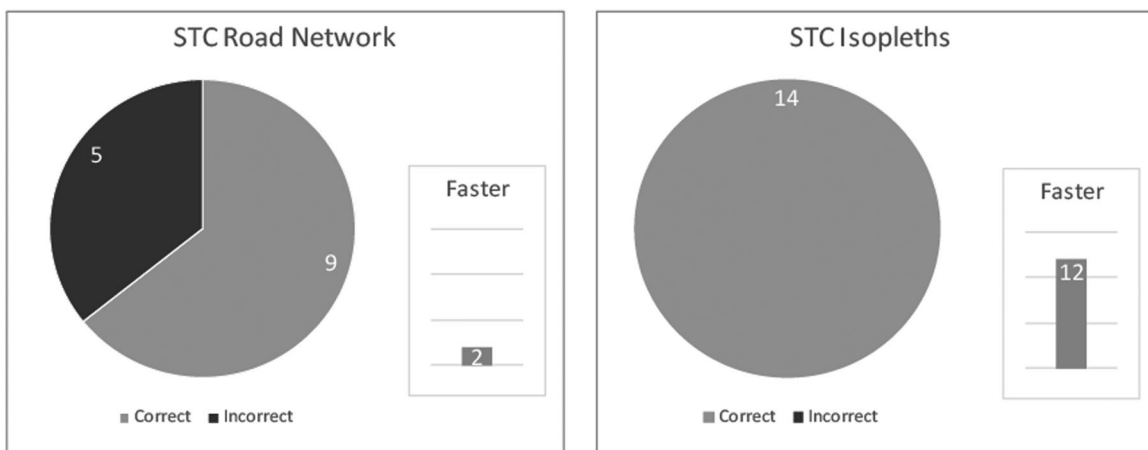 STC Road Network
5
9
Faster
2
Correct Incorrect
STC Isopleths
14
Faster
12
Correct Incorrect